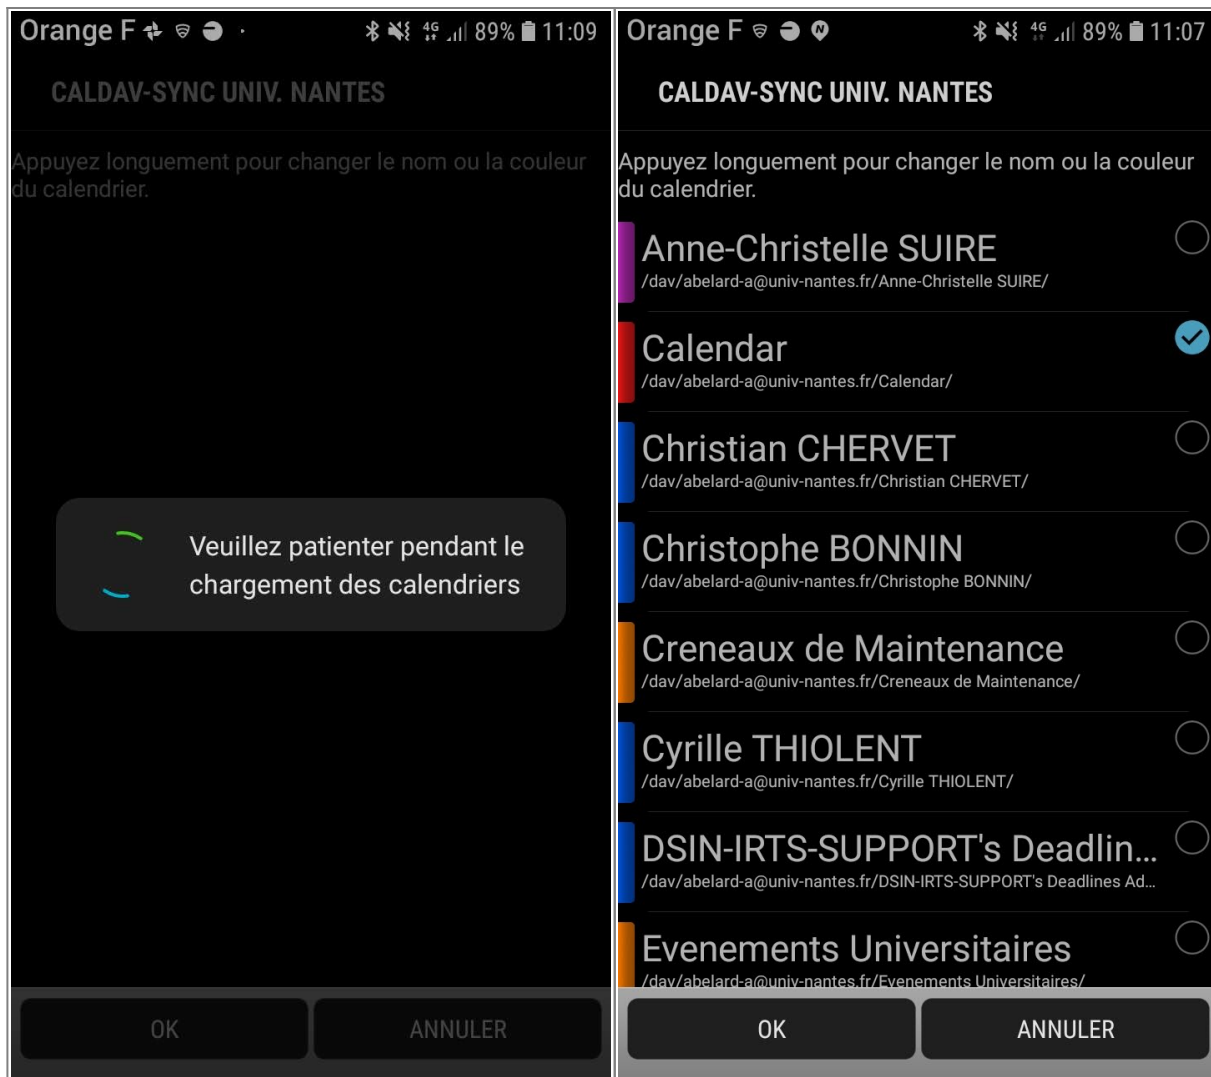 Orange F 89% 11:09
CALDAV-SYNC UNIV. NANTES
Appuyez longuement pour changer le nom ou la couleur
du calendrier.
Veuillez patienter pendant le
chargement des calendriers
OK ANNULER
Orange F N 4G 89% 11:07
CALDAV-SYNC UNIV. NANTES
Appuyez longuement pour changer le nom ou la couleur
du calendrier.
Anne-Christelle SUIRE
/dav/abelard-a@univ-nantes.fr/Anne-Christelle SUIRE/
Calendar
/dav/abelard-a@univ-nantes.fr/Calendar/
Christian CHERVET
/dav/abelard-a@univ-nantes.fr/Christian CHERVET/
Christophe BONNIN
/dav/abelard-a@univ-nantes.fr/Christophe BONNIN/
Creneaux de Maintenance
/dav/abelard-a@univ-nantes.fr/Creneaux de Maintenance/
Cyrille THIOLENT
/dav/abelard-a@univ-nantes.fr/Cyrille THIOLENT/
DSIN-IRTS-SUPPORT's Deadlin...
/dav/abelard-a@univ-nantes.fr/DSIN-IRTS-SUPPORT's Deadlines Ad...
Evenements Universitaires
/dav/abelard-a@univ-nantes.fr/Evenements Universitaires/
OK ANNULER